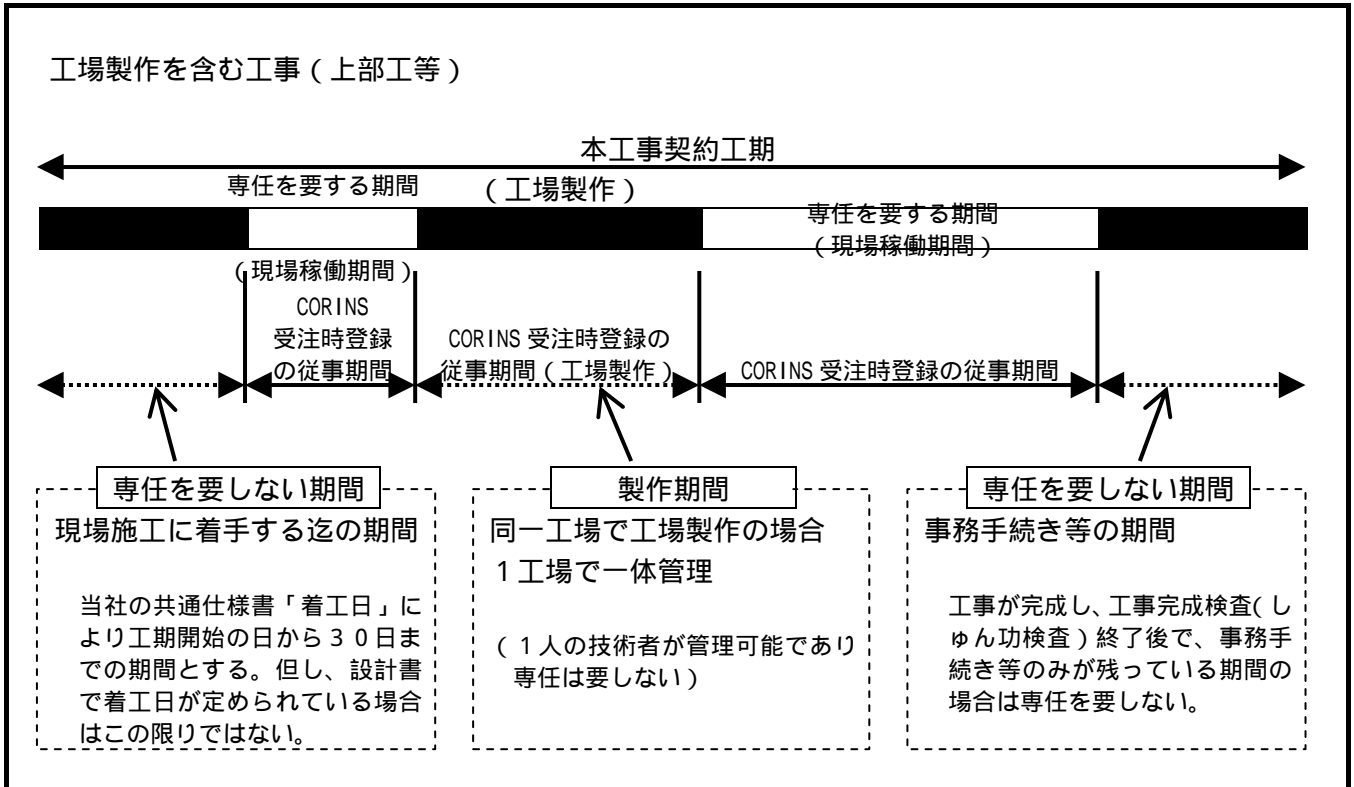 工場製作を含む工事（上部工等）
本工事契約工期
専任を要する期間
（工場製作）
専任を要する期間
（現場稼働期間）
（現場稼働期間）
CORINS
受注時登録
の従事期間
CORINS 受注時登録の
従事期間（工場製作）
CORINS 受注時登録の従事期間
専任を要しない期間
現場施工に着手する迄の期間
当社の共通仕様書「着工日」に
より工期開始の日から３０日ま
での期間とする。但し、設計書
で着工日が定められている場合
はこの限りではない。
製作期間
同一工場で工場製作の場合
１工場で一体管理
（１人の技術者が管理可能であり
専任は要しない）
専任を要しない期間
事務手続き等の期間
工事が完成し、工事完成検査（し
ゅん功検査）終了後で、事務手
続き等のみが残っている期間の
場合は専任を要しない。